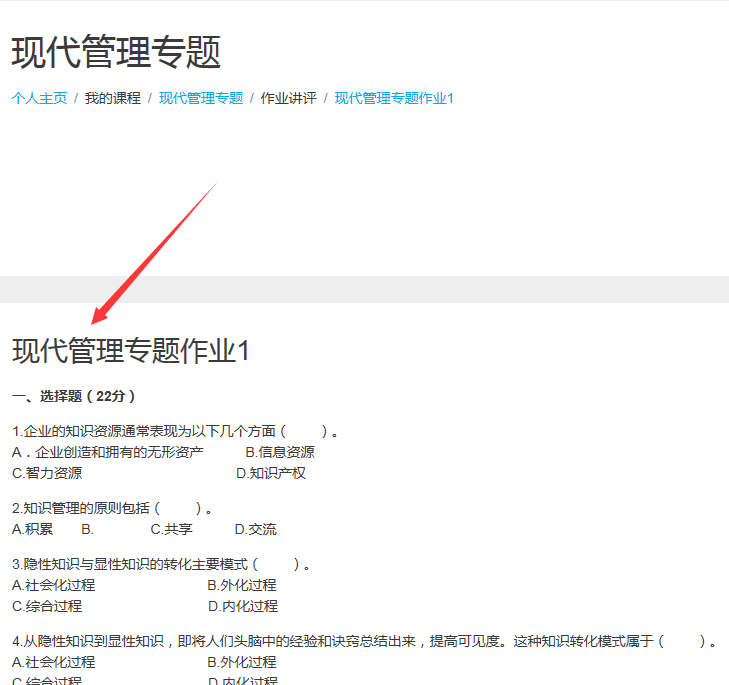 现代管理专题
个人主页 / 我的课程 / 现代管理专题 / 作业讲评 / 现代管理专题作业1
现代管理专题作业1
一、选择题（22分）
1.企业的知识资源通常表现为以下几个方面（　　）。
A．企业创造和拥有的无形资产　　　B.信息资源
C.智力资源　　　　　　　　　　　D.知识产权
2.知识管理的原则包括（　　）。
A.积累　　B.　　　　C.共享　　　D.交流
3.隐性知识与显性知识的转化主要模式（　　）。
A.社会化过程　　　　　　　　B.外化过程
C.综合过程　　　　　　　　　D.内化过程
4.从隐性知识到显性知识，即将人们头脑中的经验和诀窍总结出来，提高可见度。这种知识转化模式属于（　　）。
A.社会化过程　　　　　　　　B.外化过程
C.综合过程　　　　　　　　　D.内化过程